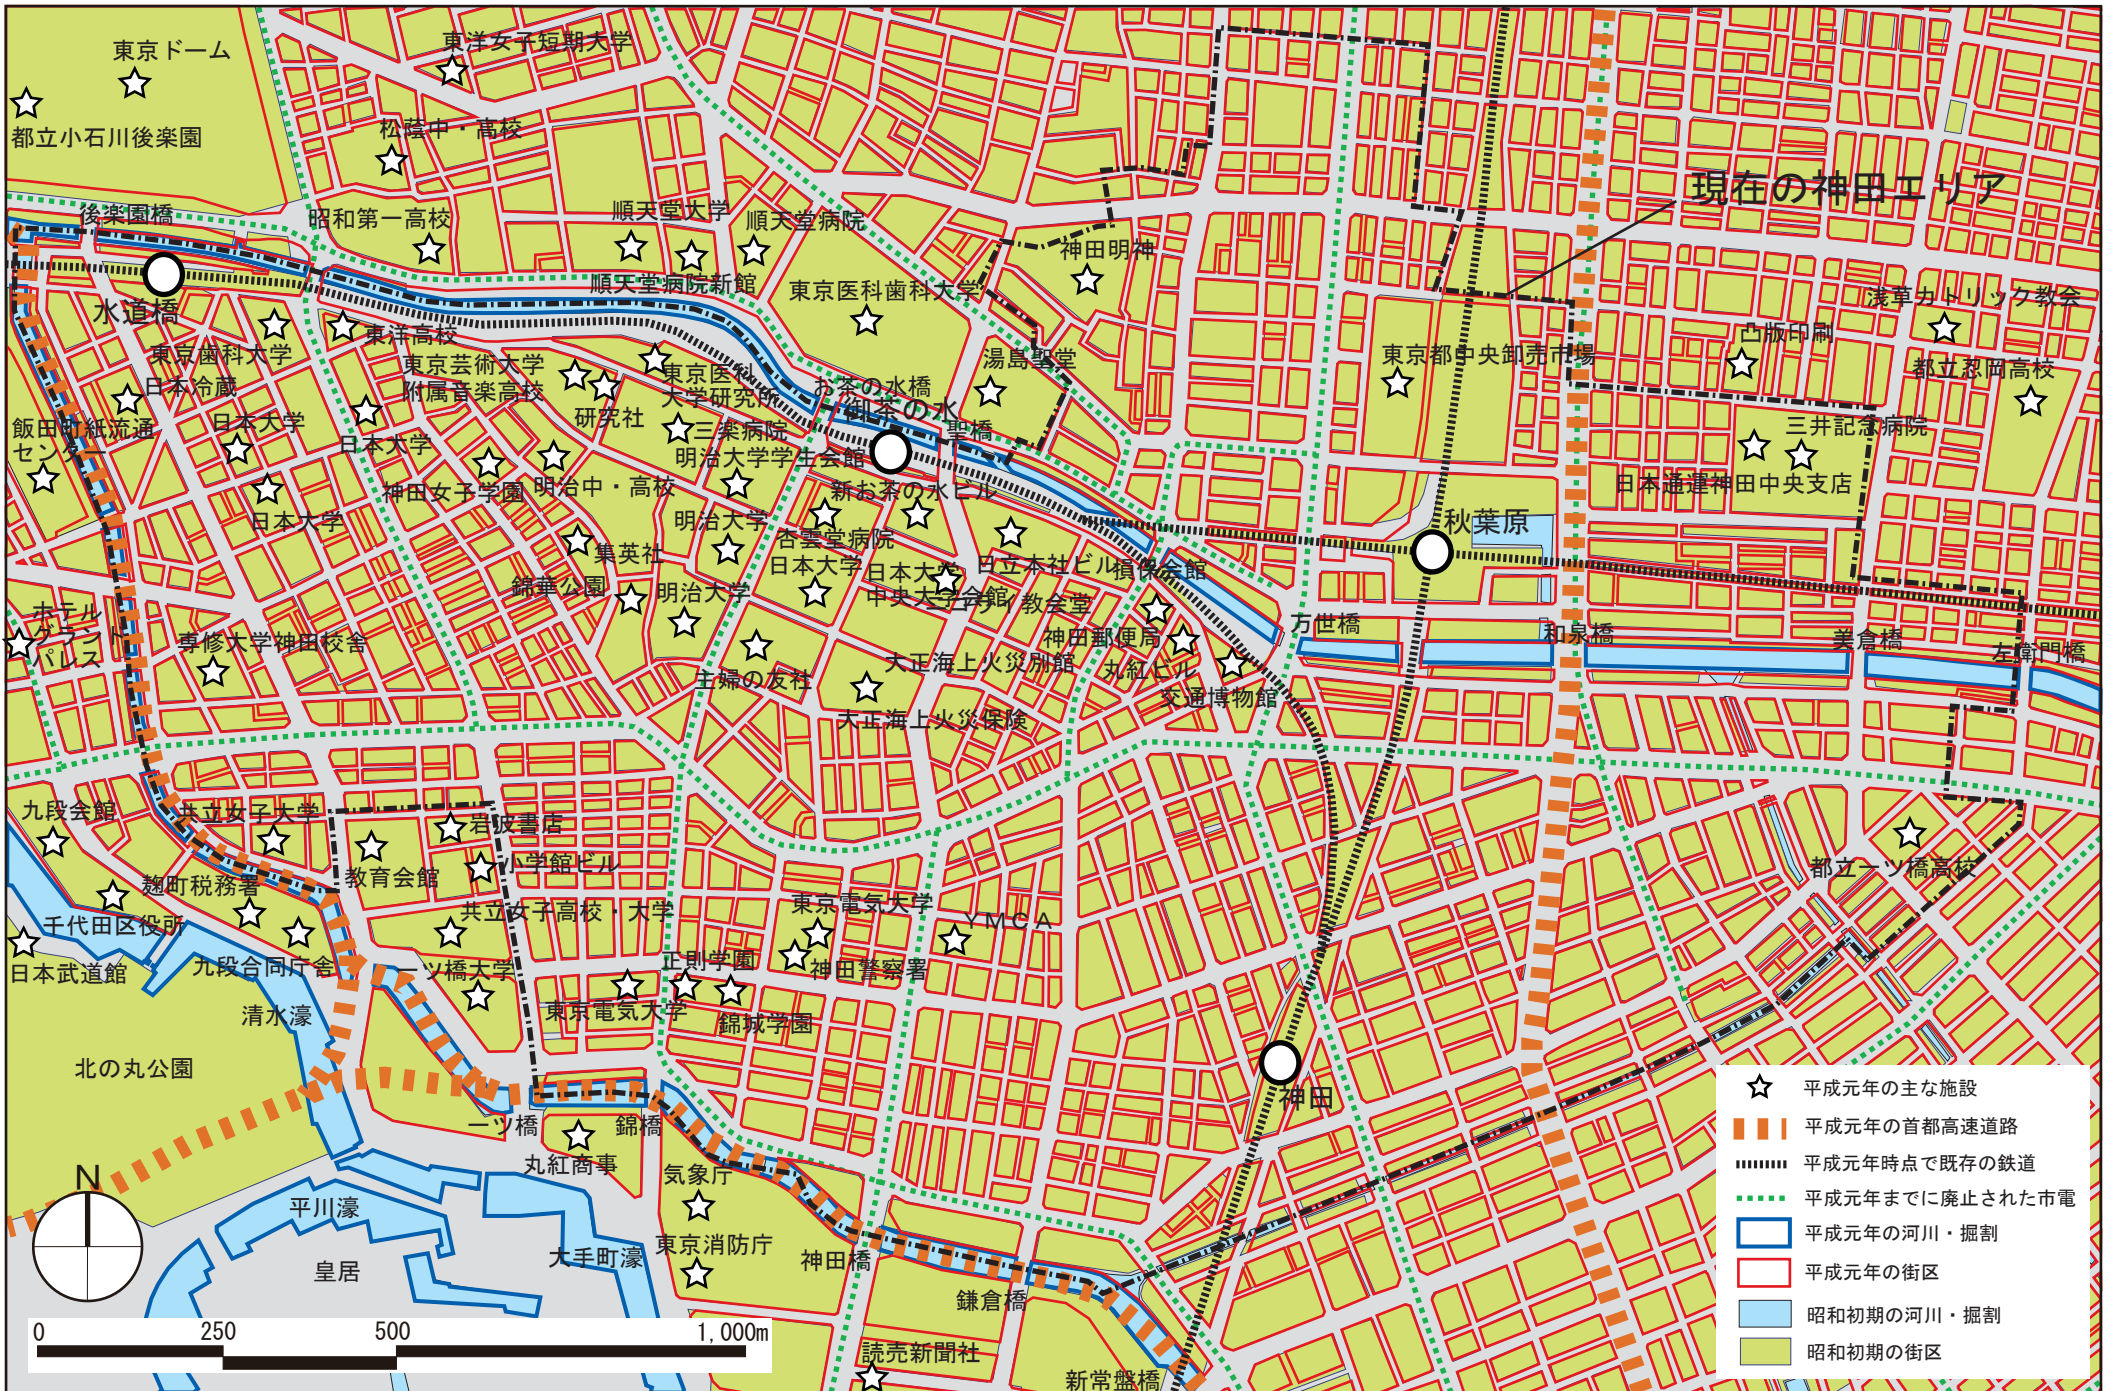 東京ドーム
東洋女子短期大学
都立小石川後楽園
松蔭中・高校
現在の神田エリア
後楽園橋
昭和第一高校
順天堂大学
順天堂病院
神田明神
順天堂病院新館
東京医科歯科大学
浅草カトリック教会
水道橋
東洋高校
凸版印刷
東京歯科大学
東京芸術大学
附属音楽高校
東京医科
大学研究所
湯島聖堂
東京都中央卸売市場
都立忍岡高校
日本冷蔵
お茶の水橋
御茶の水
研究社
飯田町紙流通
センター
日本大学
日本大学
三楽病院
聖橋
三井記念病院
明治大学学生会館
神田女子学園
明治中・高校
新お茶の水ビル
日本通運神田中央支店
日本大学
明治大学
秋葉原
杏雲堂病院
集英社
日本大学
日本大学
日立本社ビル
損保会館
錦華公園
明治大学
中央大学会館
ニコライ教会堂
ホテル
グランド
パレス
専修大学神田校舎
神田郵便局
万世橋
和泉橋
美倉橋
左衛門橋
大正海上火災別館
丸紅ビル
主婦の友社
交通博物館
大正海上火災保険
九段会館
共立女子大学
岩波書店
小学館ビル
教育会館
都立一ツ橋高校
麹町税務署
共立女子高校・大学
東京電気大学
YMCA
千代田区役所
日本武道館
九段合同庁舎
一ツ橋大学
正則学園
神田警察署
清水濠
東京電気大学
錦城学園
北の丸公園
神田
一ツ橋
錦橋
丸紅商事
気象庁
N
平川濠
皇居
大手町濠
東京消防庁
神田橋
鎌倉橋
読売新聞社
新常盤橋
0 250 500 1,000m
平成元年の主な施設
平成元年の首都高速道路
平成元年時点で既存の鉄道
平成元年までに廃止された市電
平成元年の河川・掘割
平成元年の街区
昭和初期の河川・掘割
昭和初期の街区